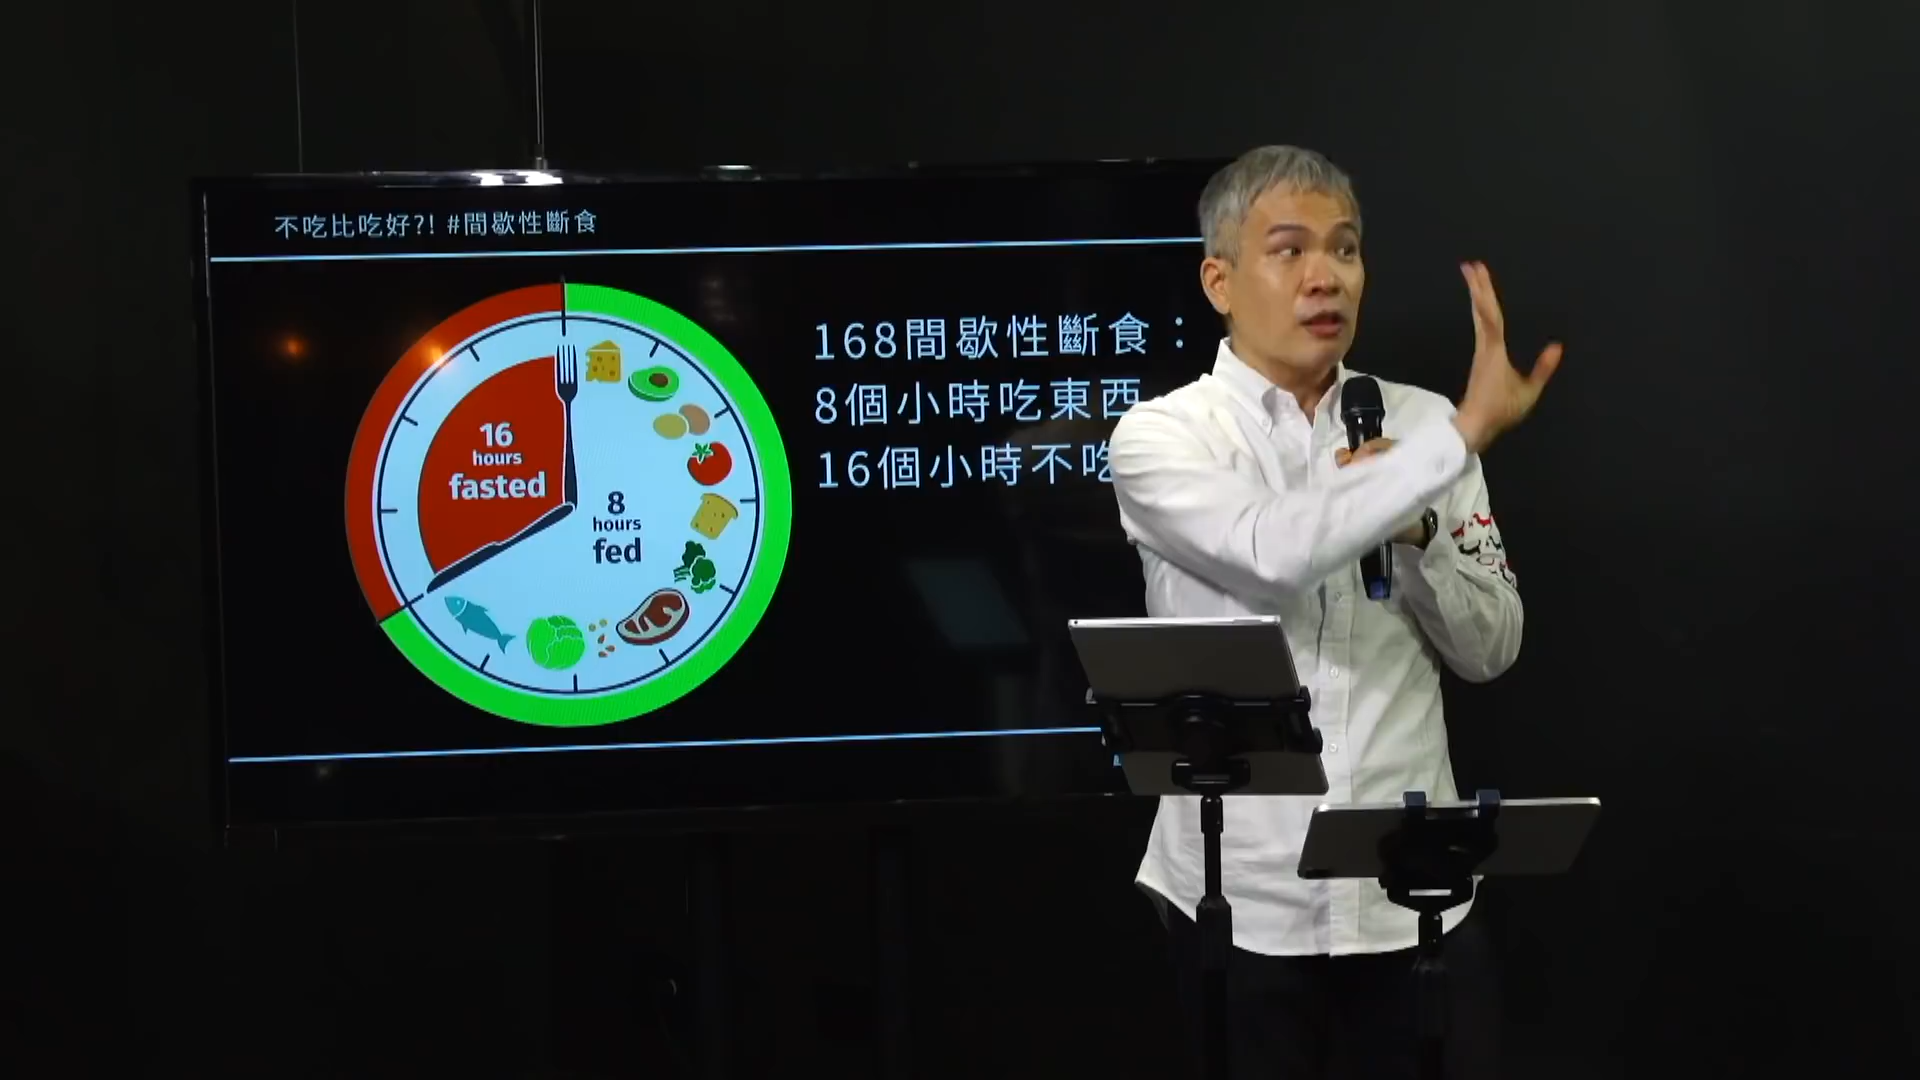 不吃比吃好?! #間歇性斷食
168間歇性斷食：
8個小時吃東西
16個小時不吃
16
hours
fasted
8
hours
fed